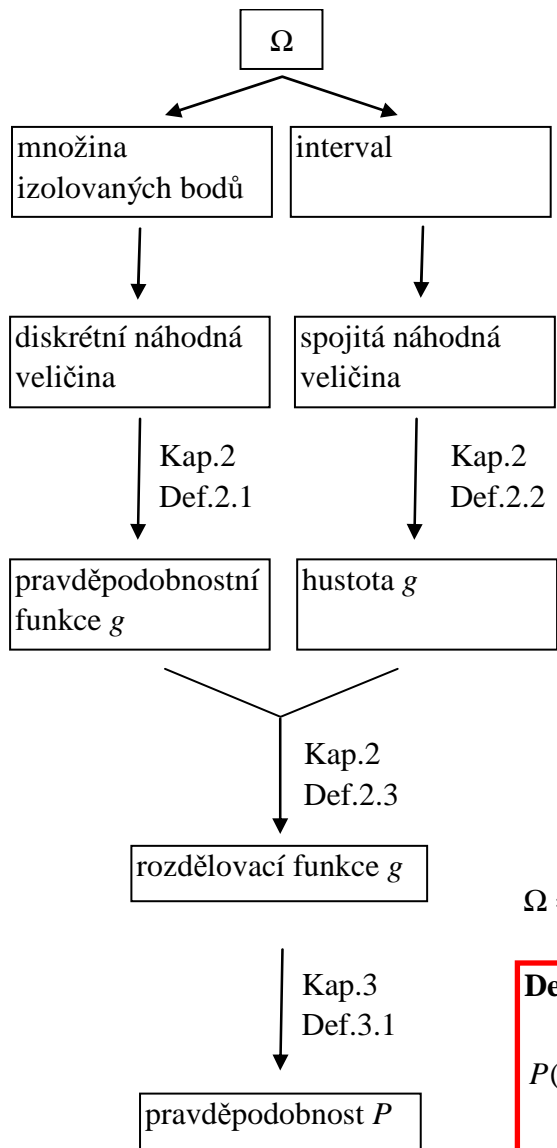 Ω
množina
izolovaných bodů
interval
diskrétní náhodná
veličina
spojitá náhodná
veličina
Kap.2
Def.2.1
Kap.2
Def.2.2
pravděpodobnostní
funkce g
hustota g
Kap.2
Def.2.3
rozdělovací funkce g
Ω
Kap.3
Def.3.1
De
P(
pravděpodobnost P